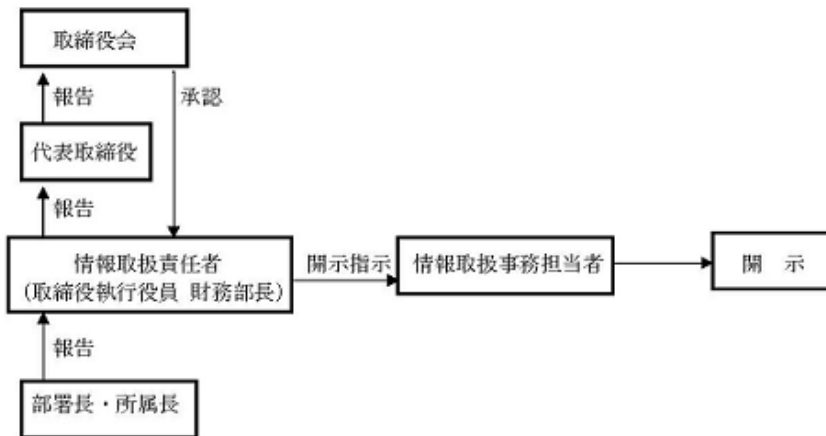 取締役会
報告
承認
代表取締役
報告
情報取扱責任者
(取締役執行役員 財務部長)
開示指示
情報取扱事務担当者
開 示
報告
部署長・所属長